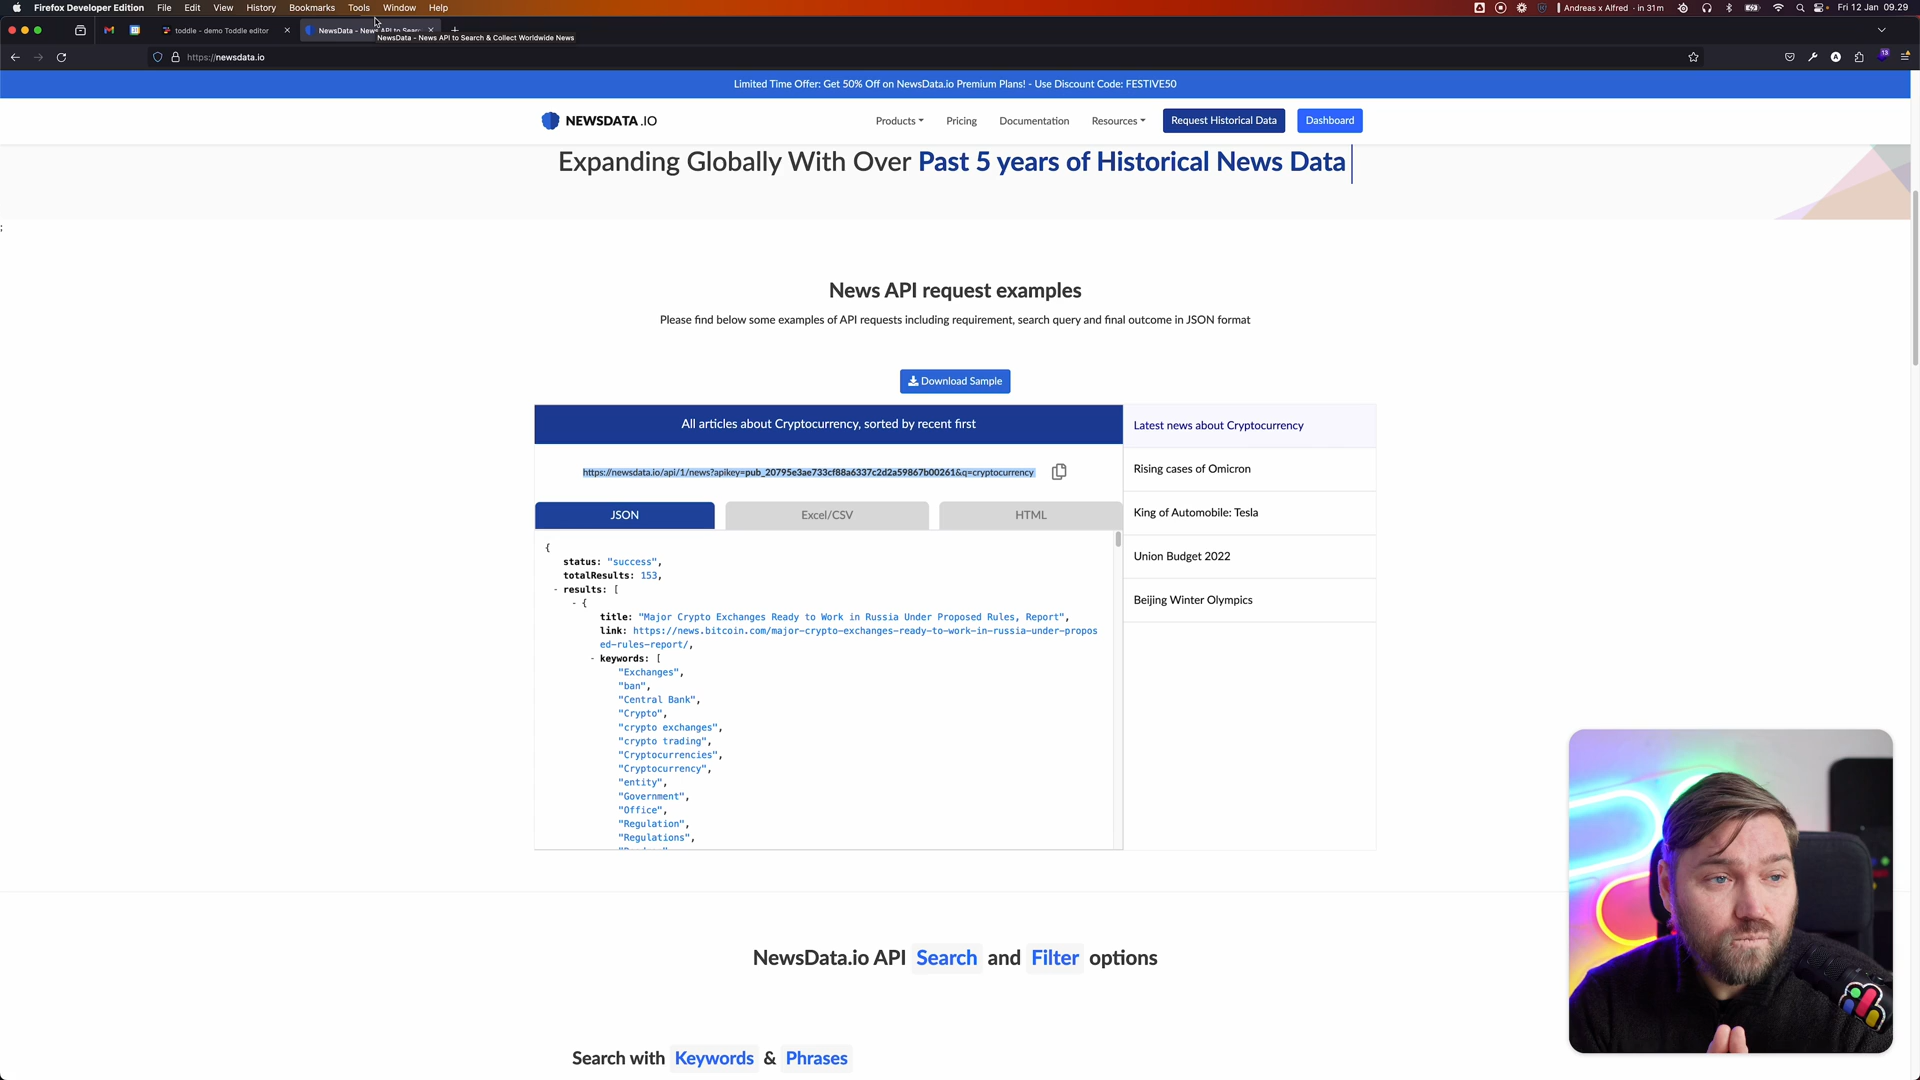 Firefox Developer Edition File Edit View History Bookmarks Tools Window Help
Andreas x Alfred · in 31m
Fri 12 Jan 09.29
toddle - demo Toddle editor
NewsData - News API to Sear
NewsData - News API to Search & Collect Worldwide News
https://newsdata.io
13
Limited Time Offer: Get 50% Off on NewsData.io Premium Plans! - Use Discount Code: FESTIVE50
NEWSDATA.IO
Products
Pricing
Documentation
Resources
Request Historical Data
Dashboard
Expanding Globally With Over Past 5 years of Historical News Data
;
News API request examples
Please find below some examples of API requests including requirement, search query and final outcome in JSON format
Download Sample
All articles about Cryptocurrency, sorted by recent first
https://newsdata.io/api/1/news?apikey=pub_20795e3ae733cf88a6337c2d2a59867b00261&q=cryptocurrency
JSON
Excel/CSV
HTML
{
status: "success",
totalResults: 153,
- results: [
- {
title: "Major Crypto Exchanges Ready to Work in Russia Under Proposed Rules, Report",
link: https://news.bitcoin.com/major-crypto-exchanges-ready-to-work-in-russia-under-propos
ed-rules-report/,
- keywords: [
"Exchanges",
"ban",
"Central Bank",
"Crypto",
"crypto exchanges",
"crypto trading",
"Cryptocurrencies",
"Cryptocurrency",
"entity",
"Government",
"Office",
"Regulation",
"Regulations",
Latest news about Cryptocurrency
Rising cases of Omicron
King of Automobile: Tesla
Union Budget 2022
Beijing Winter Olympics
NewsData.io API Search and Filter options
Search with Keywords & Phrases